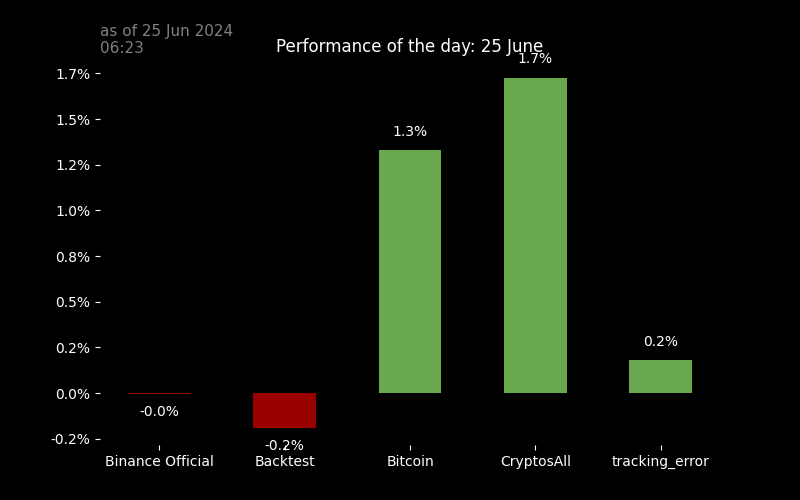 as of 25 Jun 2024
06:23
Performance of the day: 25 June
1.7%
1.7%
1.5%
1.3%
1.2%
1.0%
0.8%
0.5%
0.2%
0.2%
0.0%
-0.0%
-0.2%
-0.2%
Binance Official
Backtest
Bitcoin
CryptosAll
tracking_error